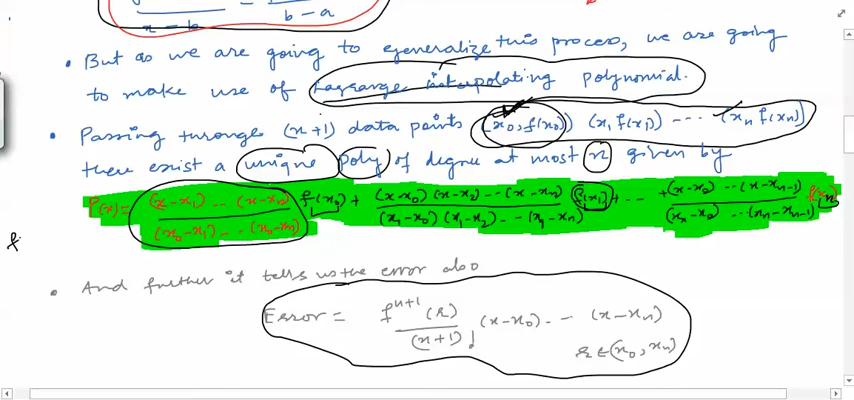 x - b b - a
• But as we are going to egeneralize this process, we are going
to make use of Lagrange interpolating polynomial.
• Passing throughe (n+1) data points (x0, f(x0)) (x1 f(x1) --- (xn f(xn))
there exist a unique poly of degree at most n given by
P(x) = (x-x1) .. (x-xn) / (x0-x1) -.. (x0-xn) f(x0) + (x-x0) (x-x2) -.. (x-xn) / (x1-x0) (x1-x2) -.. (x1-xn) f(x1) + .. + (x-x0) .. (x-xn-1) / (xn-x0) .. (xn-xn-1) f(xn)
• And further it tells us the error also
Error = f^n+1 (r) / (n+1)! (x-x0) - -- (x-xn)
r ∈ (x0, xn)